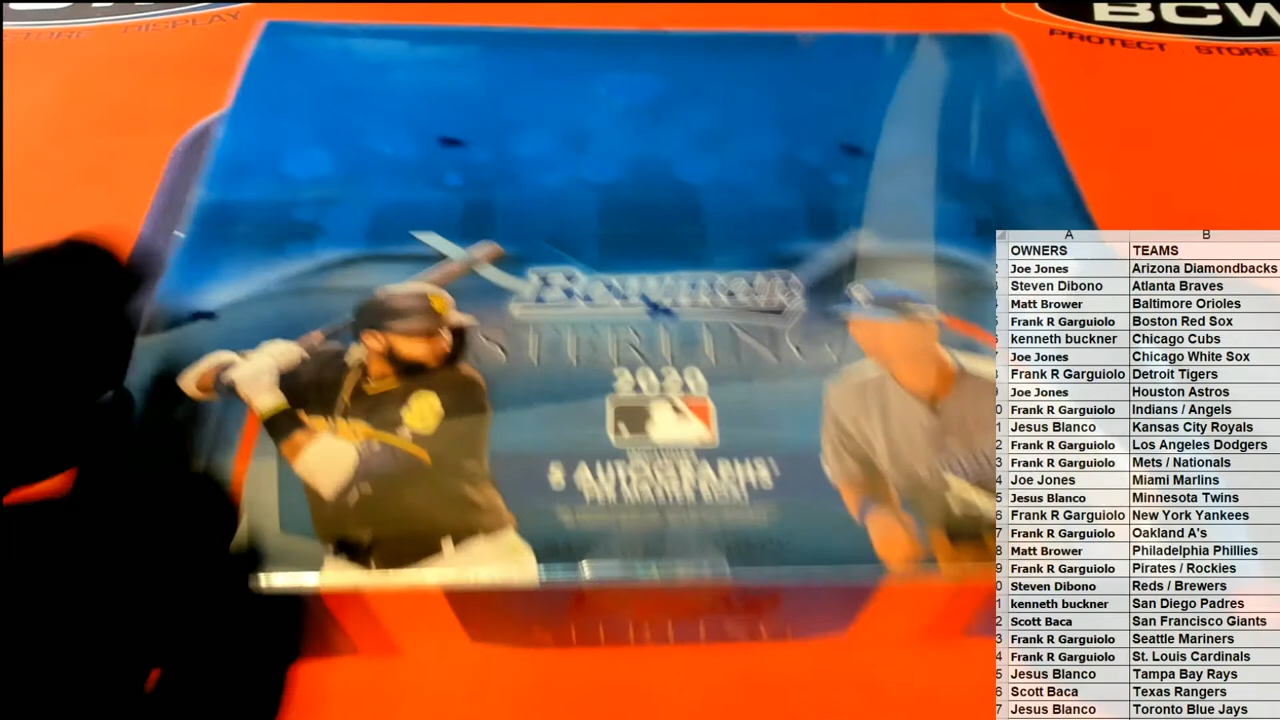 STORE DISPLAY
BCW
PROTECT STORE
Bowman
STERLING
2020
5 AUTOGRAPHS
A B
OWNERS TEAMS
Joe Jones Arizona Diamondbacks
Steven Dibono Atlanta Braves
Matt Brower Baltimore Orioles
Frank R Garguiolo Boston Red Sox
kenneth buckner Chicago Cubs
Joe Jones Chicago White Sox
Frank R Garguiolo Detroit Tigers
Joe Jones Houston Astros
Frank R Garguiolo Indians / Angels
Jesus Blanco Kansas City Royals
Frank R Garguiolo Los Angeles Dodgers
Frank R Garguiolo Mets / Nationals
Joe Jones Miami Marlins
Jesus Blanco Minnesota Twins
Frank R Garguiolo New York Yankees
Frank R Garguiolo Oakland A's
Matt Brower Philadelphia Phillies
Frank R Garguiolo Pirates / Rockies
Steven Dibono Reds / Brewers
kenneth buckner San Diego Padres
Scott Baca San Francisco Giants
Frank R Garguiolo Seattle Mariners
Frank R Garguiolo St. Louis Cardinals
Jesus Blanco Tampa Bay Rays
Scott Baca Texas Rangers
Jesus Blanco Toronto Blue Jays